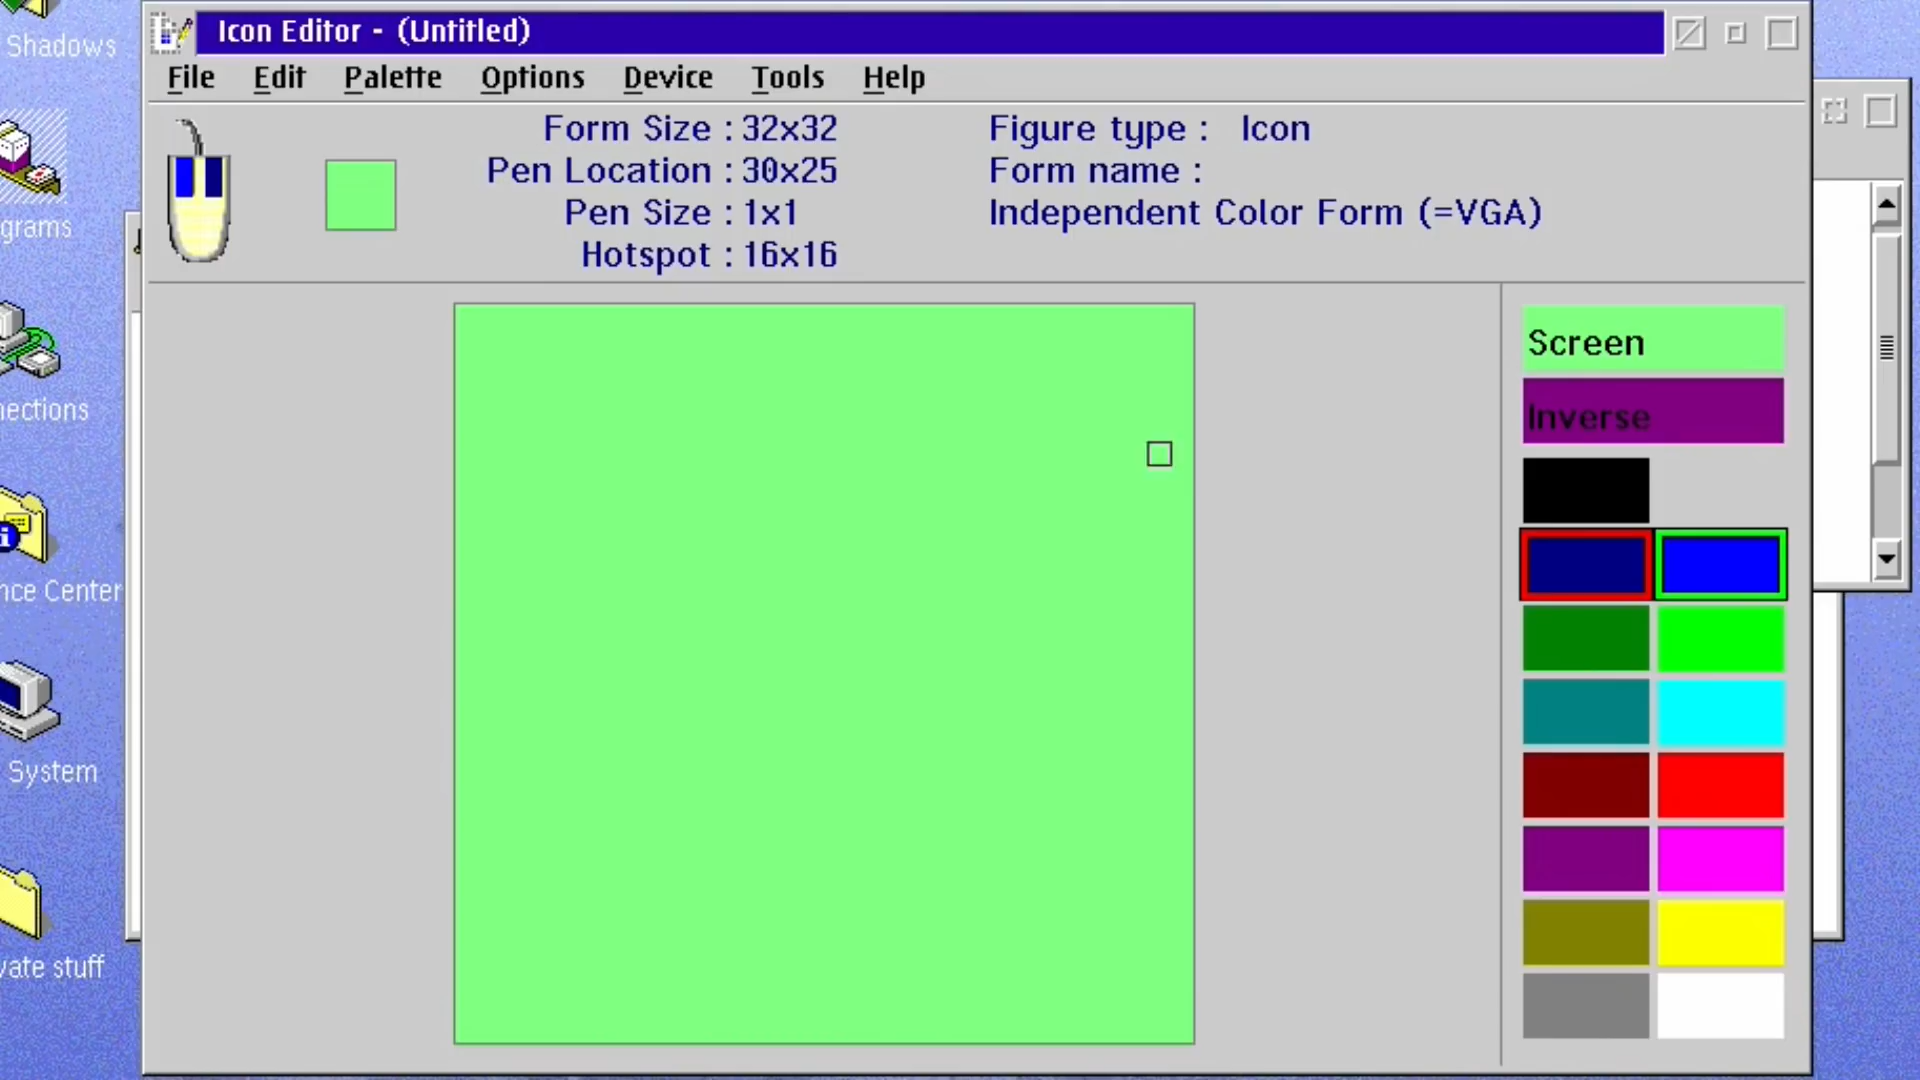 Icon Editor - (Untitled)
File Edit Palette Options Device Tools Help
Form Size : 32x32
Pen Location : 30x25
Pen Size : 1x1
Hotspot : 16x16
Figure type : Icon
Form name :
Independent Color Form (=VGA)
Screen
Inverse
Shadows
grams
nections
nce Center
System
vate stuff